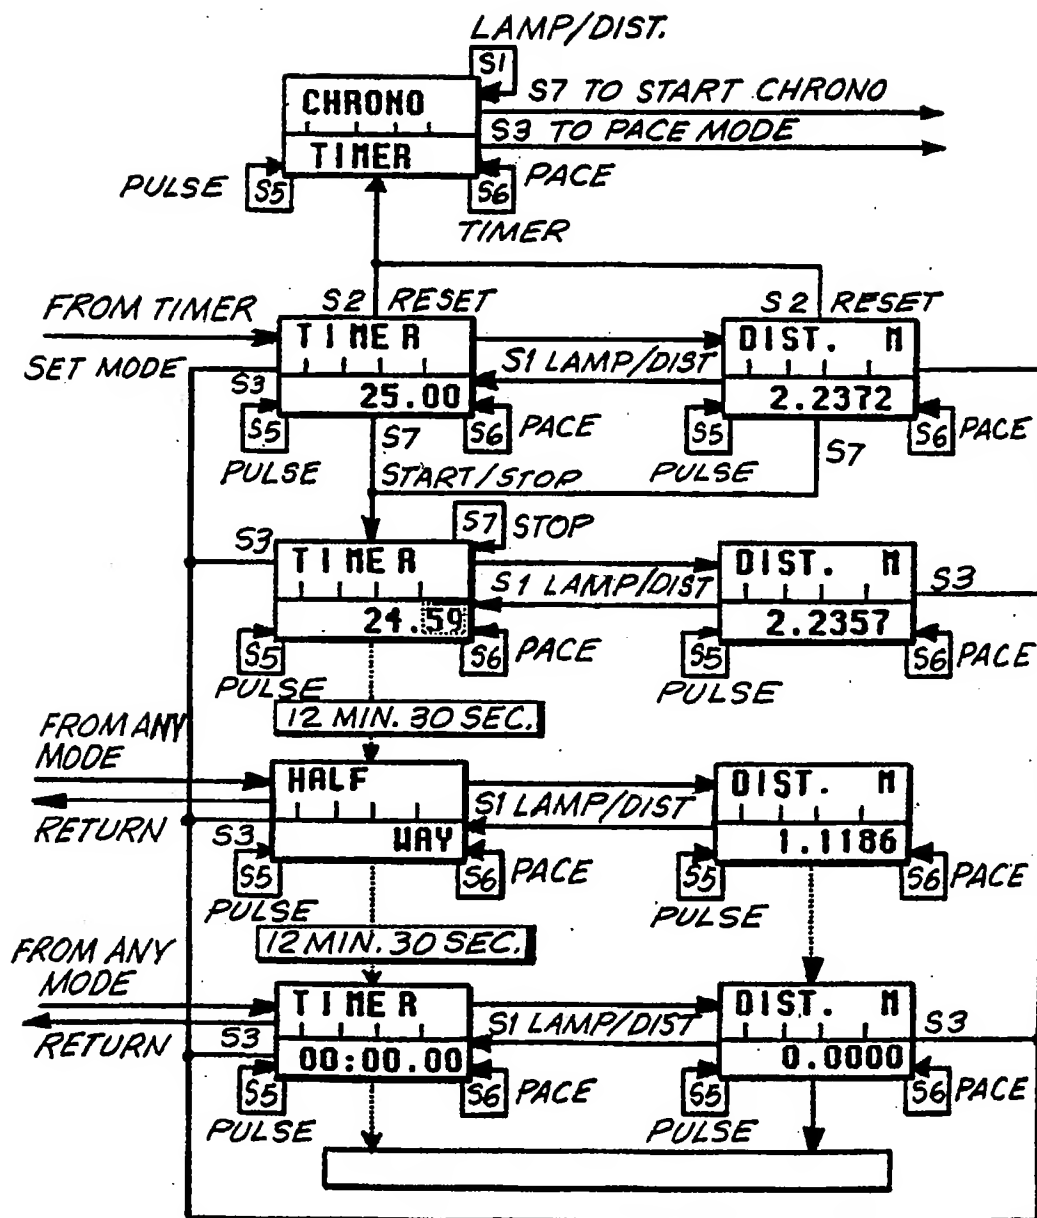 LAMP/DIST.
S1
CHRONO
S7 TO START CHRONO
S3 TO PACE MODE
TIMER
PULSE
S5
S6
PACE
TIMER
FROM TIMER
S2 RESET
S2 RESET
TIMER
DIST. M
SET MODE
S1 LAMP/DIST
S3
25.00
2.2372
S5
S7
S6
PACE
S5
S7
S6
PACE
PULSE
START/STOP
PULSE
S3
S7
STOP
TIMER
DIST. M
S3
S1 LAMP/DIST
24.59
2.2357
S5
S6
PACE
S5
S6
PACE
PULSE
PULSE
12 MIN. 30 SEC.
FROM ANY
MODE
HALF
DIST. M
S1 LAMP/DIST
RETURN
S3
WAY
1.1186
S5
S6
PACE
S5
S6
PACE
PULSE
PULSE
12 MIN. 30 SEC.
FROM ANY
MODE
TIMER
DIST. M
S1 LAMP/DIST
S3
RETURN
S3
00:00.00
0.0000
S5
S6
PACE
S5
S6
PACE
PULSE
PULSE